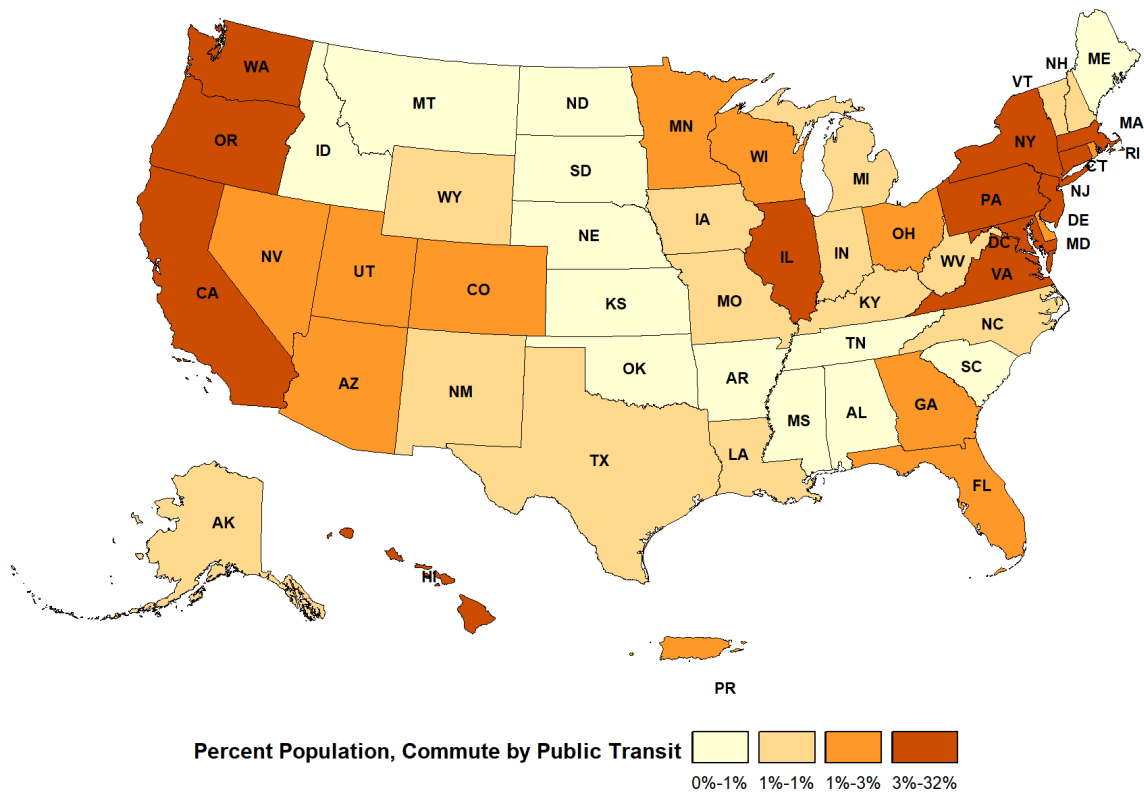 ME
NH
VT
WA
MT
ND
MN
MA
OR
ID
WI
NY
RI
SD
MI
CT
WY
NJ
PA
IA
DE
NE
OH
MD
NV
UT
IL
IN
DC
WV
CO
VA
CA
KS
MO
KY
NC
TN
OK
AZ
NM
AR
SC
MS
AL
GA
TX
LA
FL
AK
HI
PR
Percent Population, Commute by Public Transit
0%-1% 1%-1% 1%-3% 3%-32%